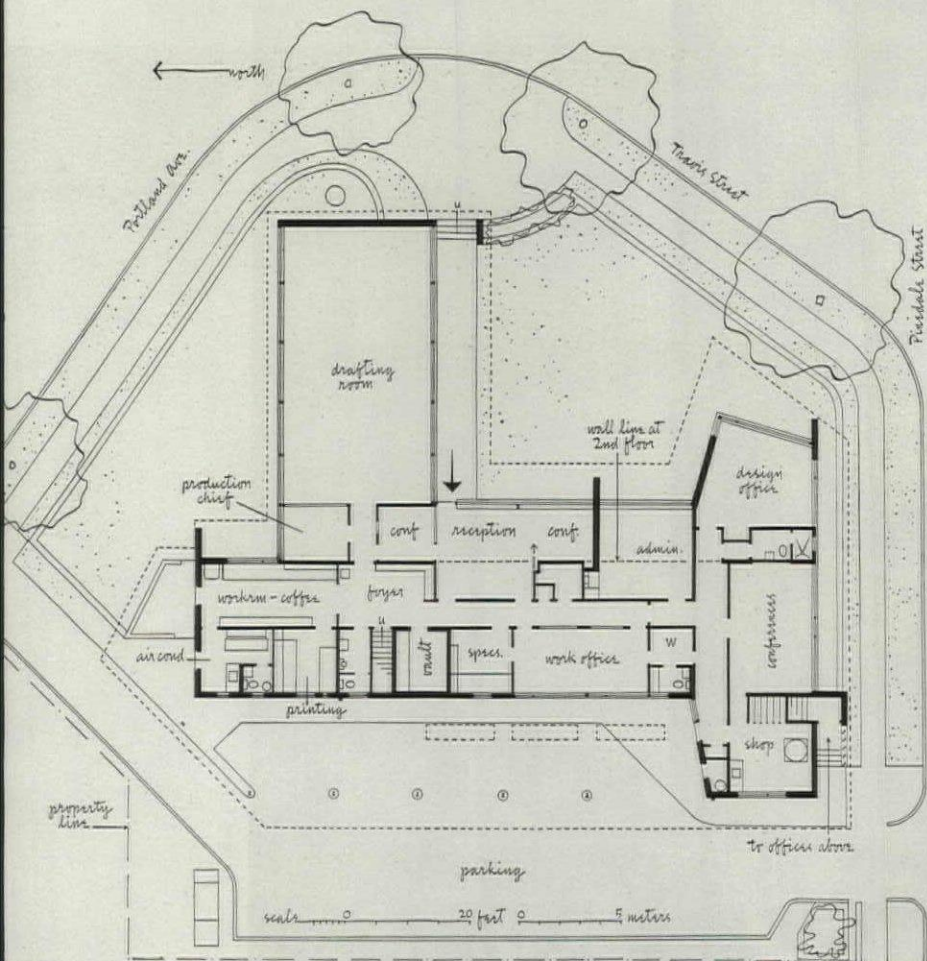 north
Portland Ave.
Travis Street
Pinedale Street
u
drafting
room
wall line at
2nd floor
design
office
production
chief
conf
reception
conf.
admin.
workrm - coffee
foyer
u
conferences
air cond
vault
specs.
work office
W
printing
shop
property
line
to offices above
parking
scale 0 20 feet 0 5 meters